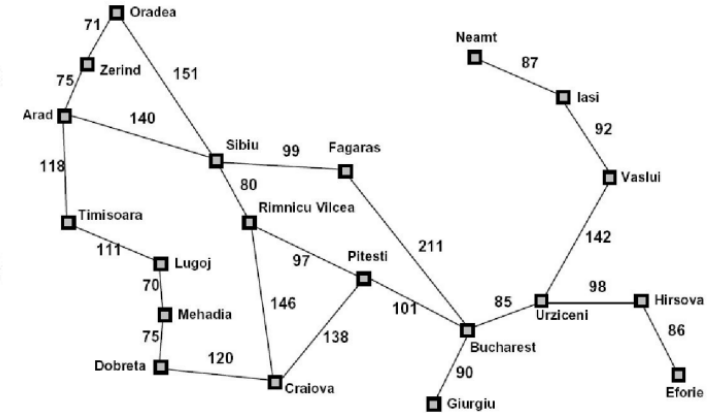 Oradea
71
Neamt
87
Zerind
151
75
Iasi
Arad
140
92
Sibiu
99
Fagaras
118
Vaslui
80
Timisoara
Rimnicu Vilcea
111
211
142
Lugoj
97
Pitesti
70
98
Hirsova
146
101
85
Mehadia
Urziceni
86
75
138
Bucharest
Dobreta
120
90
Craiova
Eforie
Giurgiu